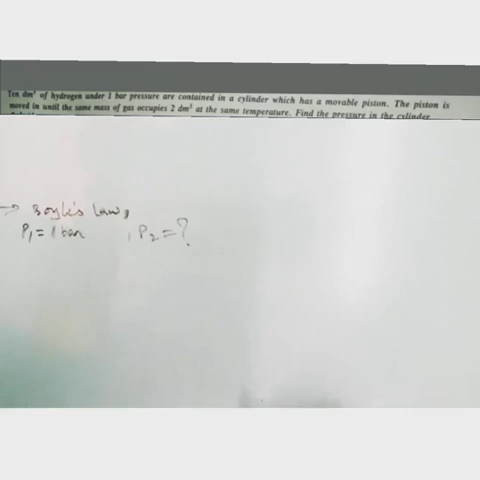 Ten dm³ of hydrogen under 1 bar pressure are contained in a cylinder which has a movable piston. The piston is
moved in until the same mass of gas occupies 2 dm³ at the same temperature. Find the pressure in the cylinder
→ Boyle's Law,
P₁ = 1 bar , P₂ = ?